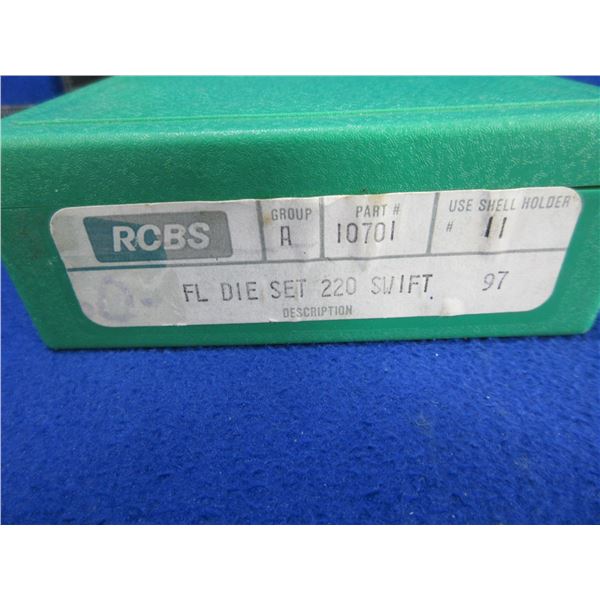 RCBS
GROUP A
PART # 10701
USE SHELL HOLDER # 11
FL DIE SET 220 SWIFT 97
DESCRIPTION